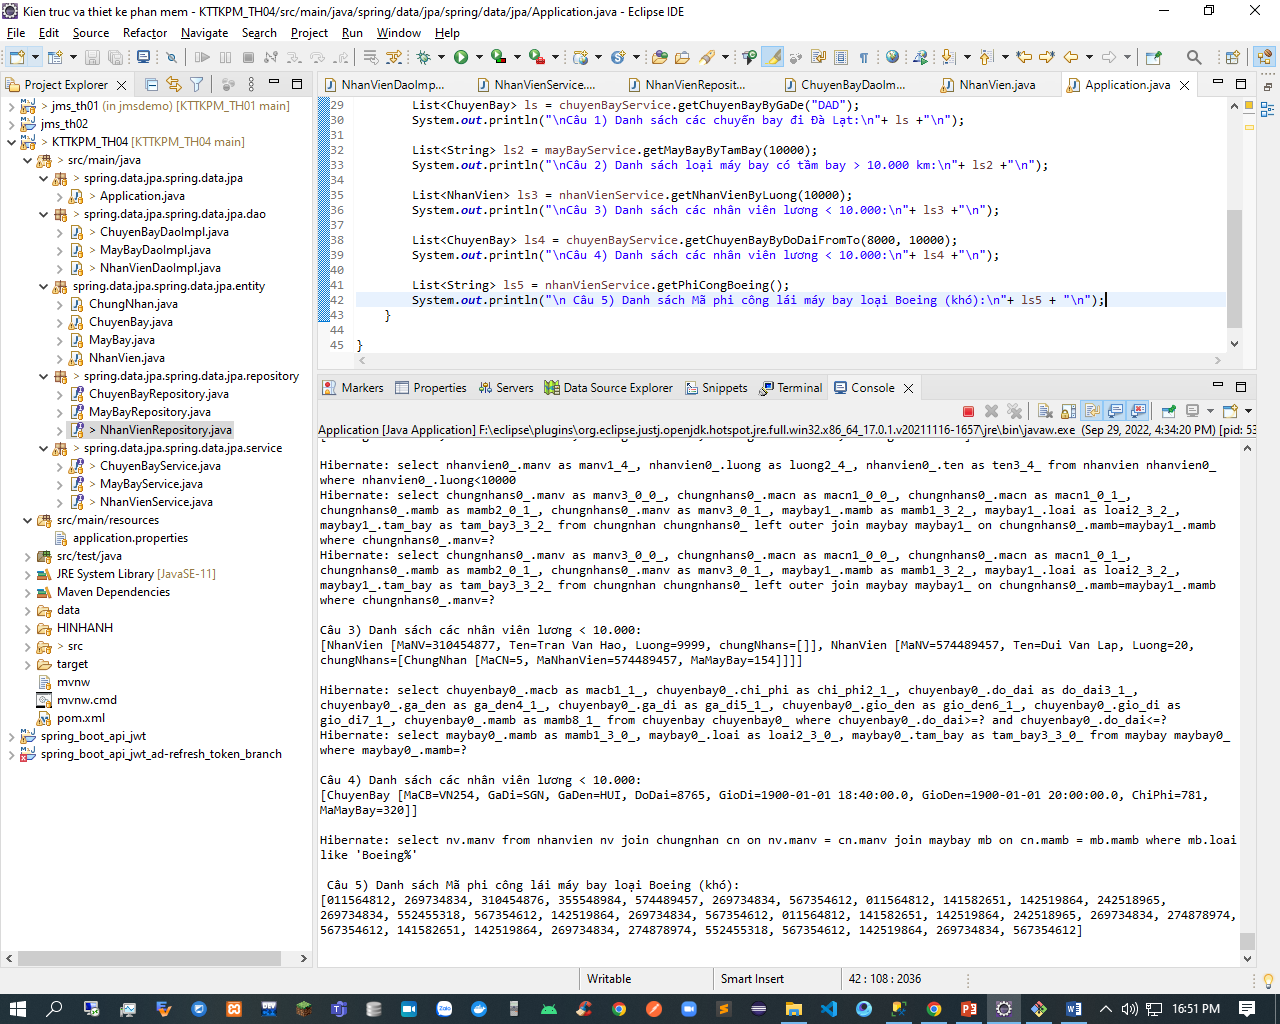 Kien truc va thiet ke phan mem - KTTKPM_TH04/src/main/java/spring/data/jpa/spring/data/jpa/Application.java - Eclipse IDE
File Edit Source Refactor Navigate Search Project Run Window Help
Project Explorer
> jms_th01 (in jmsdemo) [KTTKPM_TH01 main]
jms_th02
> KTTKPM_TH04 [KTTKPM_TH04 main]
> src/main/java
> spring.data.jpa.spring.data.jpa
> Application.java
> spring.data.jpa.spring.data.jpa.dao
> ChuyenBayDaoImpl.java
> MayBayDaoImpl.java
> NhanVienDaoImpl.java
spring.data.jpa.spring.data.jpa.entity
ChungNhan.java
ChuyenBay.java
MayBay.java
NhanVien.java
> spring.data.jpa.spring.data.jpa.repository
ChuyenBayRepository.java
MayBayRepository.java
> NhanVienRepository.java
> spring.data.jpa.spring.data.jpa.service
> ChuyenBayService.java
> MayBayService.java
> NhanVienService.java
src/main/resources
application.properties
src/test/java
JRE System Library [JavaSE-11]
Maven Dependencies
data
HINHANH
> src
target
mvnw
mvnw.cmd
pom.xml
spring_boot_api_jwt
spring_boot_api_jwt_ad-refresh_token_branch
NhanVienDaoImp... NhanVienService.... NhanVienReposit... ChuyenBayDaoIm... NhanVien.java Application.java
29 List<ChuyenBay> ls = chuyenBayService.getChuyenBayByGaDe("DAD");
30 System.out.println("\nCâu 1) Danh sách các chuyến bay đi Đà Lạt:\n"+ ls +"\n");
31
32 List<String> ls2 = mayBayService.getMayBayByTamBay(10000);
33 System.out.println("\nCâu 2) Danh sách loại máy bay có tầm bay > 10.000 km:\n"+ ls2 +"\n");
34
35 List<NhanVien> ls3 = nhanVienService.getNhanVienByLuong(10000);
36 System.out.println("\nCâu 3) Danh sách các nhân viên lương < 10.000:\n"+ ls3 +"\n");
37
38 List<ChuyenBay> ls4 = chuyenBayService.getChuyenBayByDoDaiFromTo(8000, 10000);
39 System.out.println("\nCâu 4) Danh sách các nhân viên lương < 10.000:\n"+ ls4 +"\n");
40
41 List<String> ls5 = nhanVienService.getPhiCongBoeing();
42 System.out.println("\n Câu 5) Danh sách Mã phi công lái máy bay loại Boeing (khó):\n"+ ls5 + "\n");
43 }
44
45 }
Markers Properties Servers Data Source Explorer Snippets Terminal Console
Application [Java Application] F:\eclipse\plugins\org.eclipse.justj.openjdk.hotspot.jre.full.win32.x86_64_17.0.1.v20211116-1657\jre\bin\javaw.exe (Sep 29, 2022, 4:34:20 PM) [pid: 53
Hibernate: select nhanvien0_.manv as manv1_4_, nhanvien0_.luong as luong2_4_, nhanvien0_.ten as ten3_4_ from nhanvien nhanvien0_
where nhanvien0_.luong<10000
Hibernate: select chungnhans0_.manv as manv3_0_0_, chungnhans0_.macn as macn1_0_0_, chungnhans0_.macn as macn1_0_1_,
chungnhans0_.mamb as mamb2_0_1_, chungnhans0_.manv as manv3_0_1_, maybay1_.mamb as mamb1_3_2_, maybay1_.loai as loai2_3_2_,
maybay1_.tam_bay as tam_bay3_3_2_ from chungnhan chungnhans0_ left outer join maybay maybay1_ on chungnhans0_.mamb=maybay1_.mamb
where chungnhans0_.manv=?
Hibernate: select chungnhans0_.manv as manv3_0_0_, chungnhans0_.macn as macn1_0_0_, chungnhans0_.macn as macn1_0_1_,
chungnhans0_.mamb as mamb2_0_1_, chungnhans0_.manv as manv3_0_1_, maybay1_.mamb as mamb1_3_2_, maybay1_.loai as loai2_3_2_,
maybay1_.tam_bay as tam_bay3_3_2_ from chungnhan chungnhans0_ left outer join maybay maybay1_ on chungnhans0_.mamb=maybay1_.mamb
where chungnhans0_.manv=?
Câu 3) Danh sách các nhân viên lương < 10.000:
[NhanVien [MaNV=310454877, Ten=Tran Van Hao, Luong=9999, chungNhans=[]], NhanVien [MaNV=574489457, Ten=Dui Van Lap, Luong=20,
chungNhans=[ChungNhan [MaCN=5, MaNhanVien=574489457, MaMayBay=154]]]]
Hibernate: select chuyenbay0_.macb as macb1_1_, chuyenbay0_.chi_phi as chi_phi2_1_, chuyenbay0_.do_dai as do_dai3_1_,
chuyenbay0_.ga_den as ga_den4_1_, chuyenbay0_.ga_di as ga_di5_1_, chuyenbay0_.gio_den as gio_den6_1_, chuyenbay0_.gio_di as
gio_di7_1_, chuyenbay0_.mamb as mamb8_1_ from chuyenbay chuyenbay0_ where chuyenbay0_.do_dai>=? and chuyenbay0_.do_dai<=?
Hibernate: select maybay0_.mamb as mamb1_3_0_, maybay0_.loai as loai2_3_0_, maybay0_.tam_bay as tam_bay3_3_0_ from maybay maybay0_
where maybay0_.mamb=?
Câu 4) Danh sách các nhân viên lương < 10.000:
[ChuyenBay [MaCB=VN254, GaDi=SGN, GaDen=HUI, DoDai=8765, GioDi=1900-01-01 18:40:00.0, GioDen=1900-01-01 20:00:00.0, ChiPhi=781,
MaMayBay=320]]
Hibernate: select nv.manv from nhanvien nv join chungnhan cn on nv.manv = cn.manv join maybay mb on cn.mamb = mb.mamb where mb.loai
like 'Boeing%'
Câu 5) Danh sách Mã phi công lái máy bay loại Boeing (khó):
[011564812, 269734834, 310454876, 355548984, 574489457, 269734834, 567354612, 011564812, 141582651, 142519864, 242518965,
269734834, 552455318, 567354612, 142519864, 269734834, 567354612, 011564812, 141582651, 142519864, 242518965, 269734834, 274878974,
567354612, 141582651, 142519864, 269734834, 274878974, 552455318, 567354612, 142519864, 269734834, 567354612]
Writable Smart Insert 42 : 108 : 2036
16:51 PM